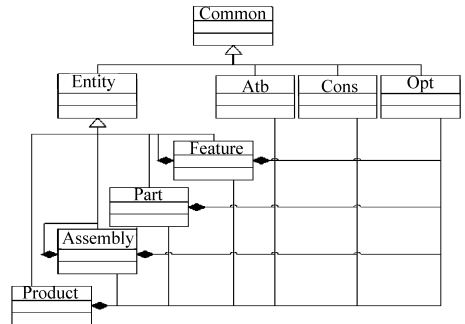 Common
Entity
Atb
Cons
Opt
Feature
Part
Assembly
Product